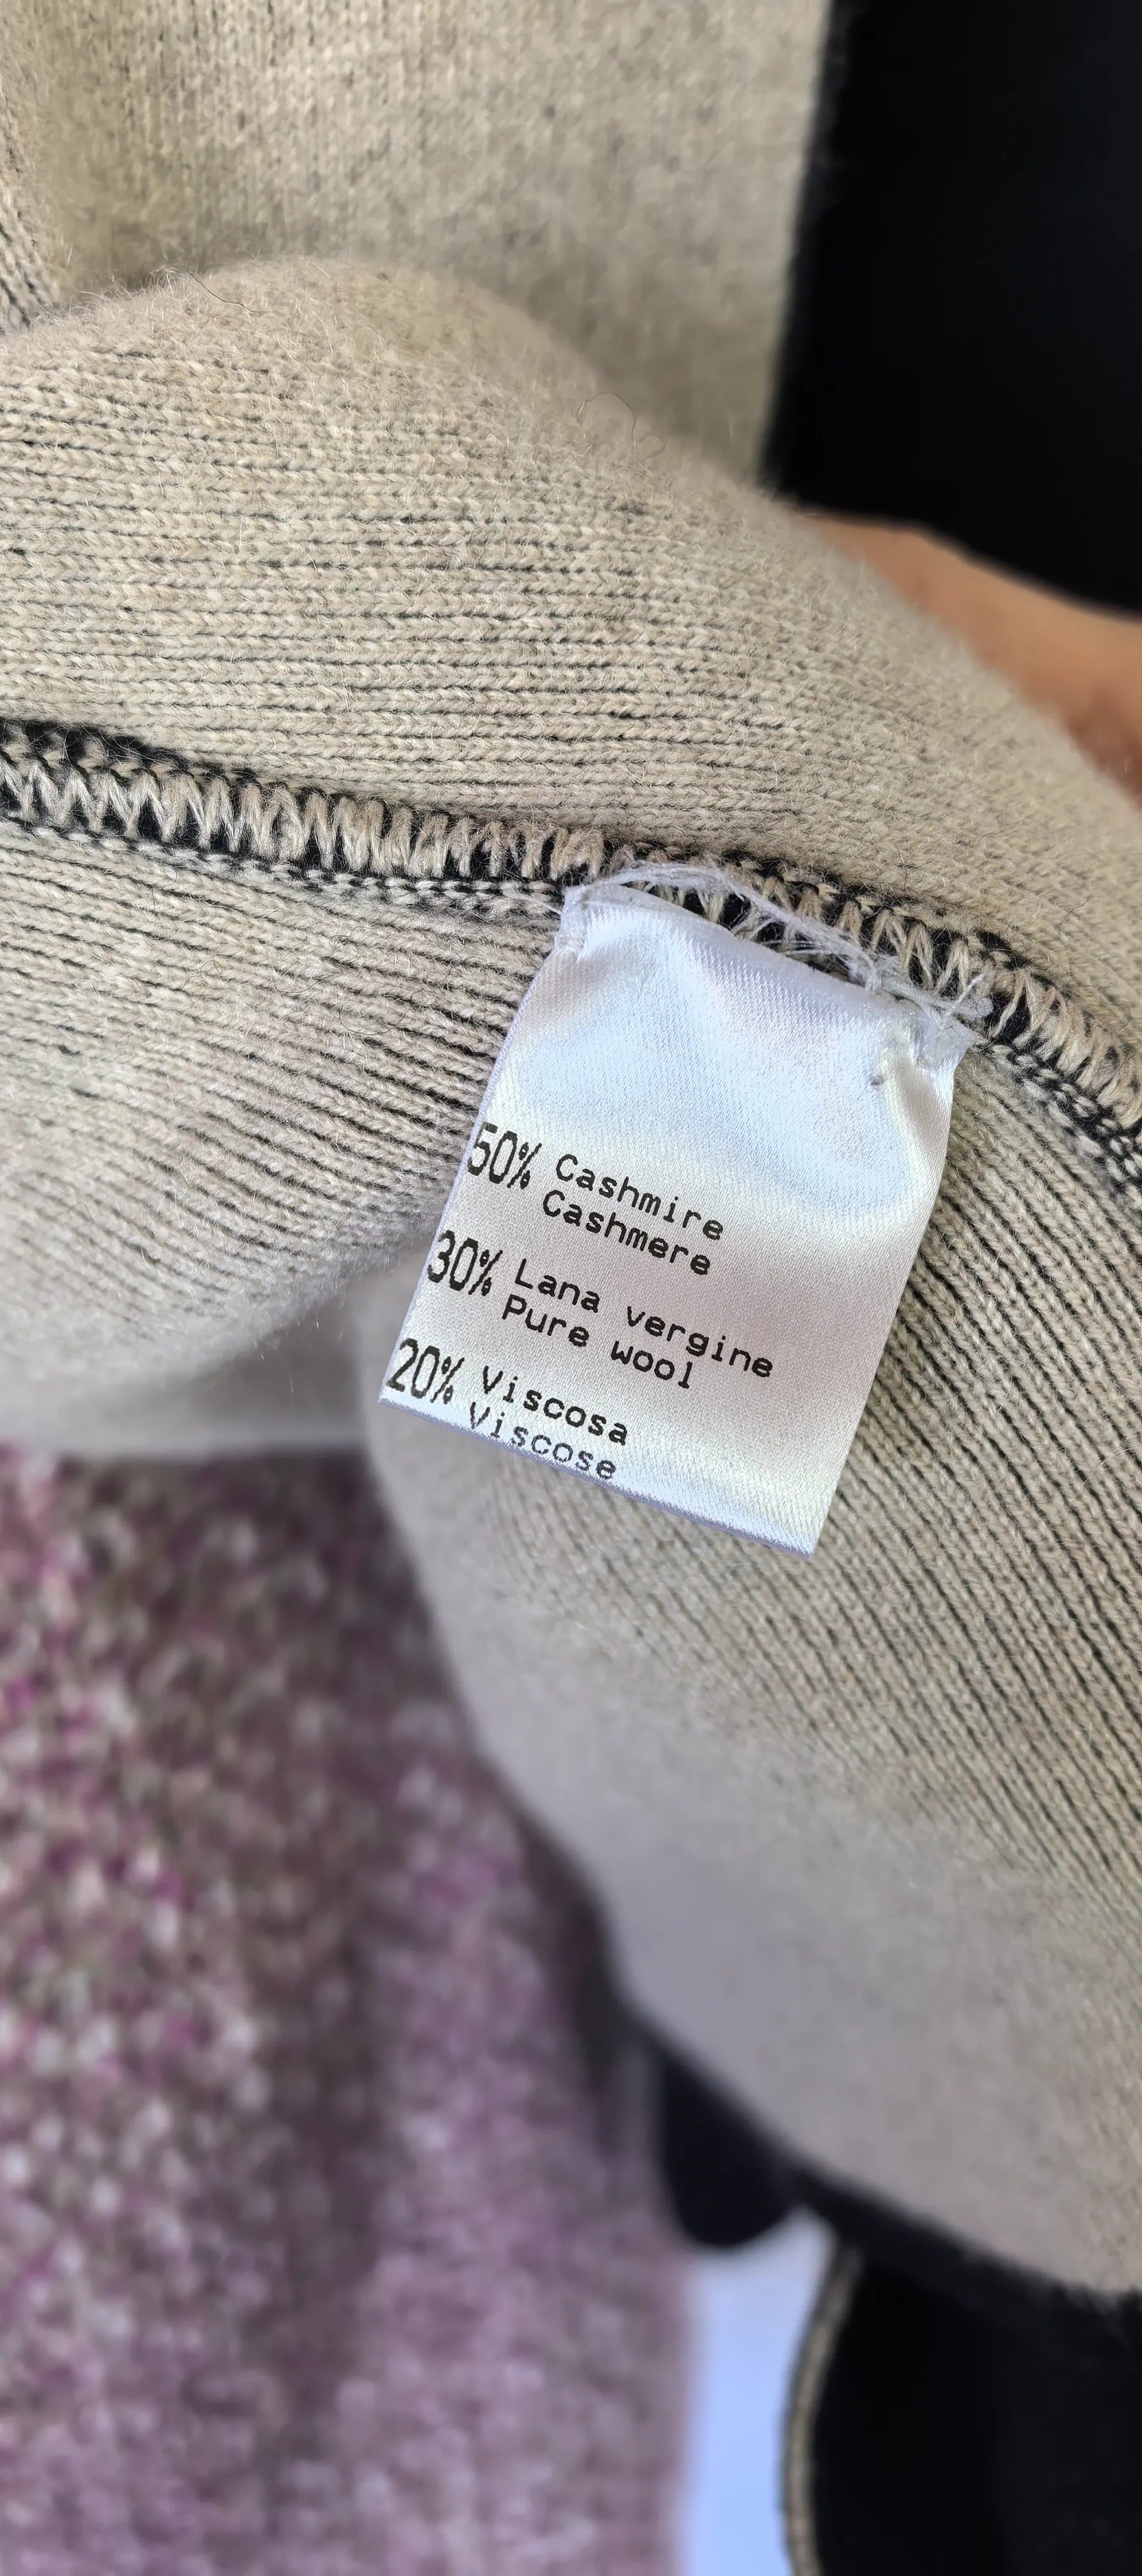 50% Cashmire
Cashmere
30% Lana vergine
Pure wool
20% Viscosa
Viscose